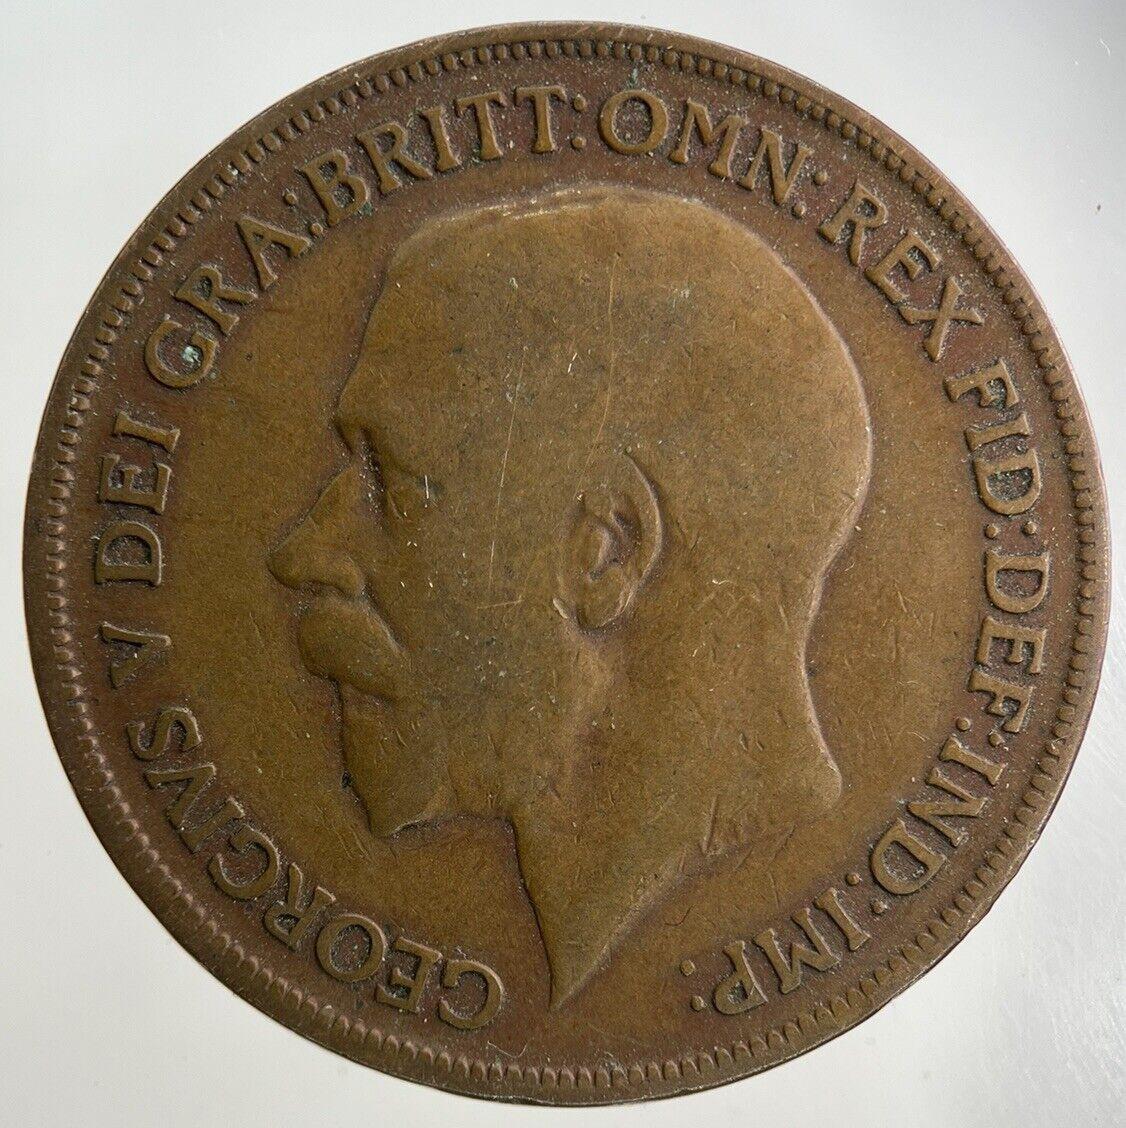 GEORGIVS V DEI GRA:BRITT:OMN:REX FID:DEF:IND:IMP: